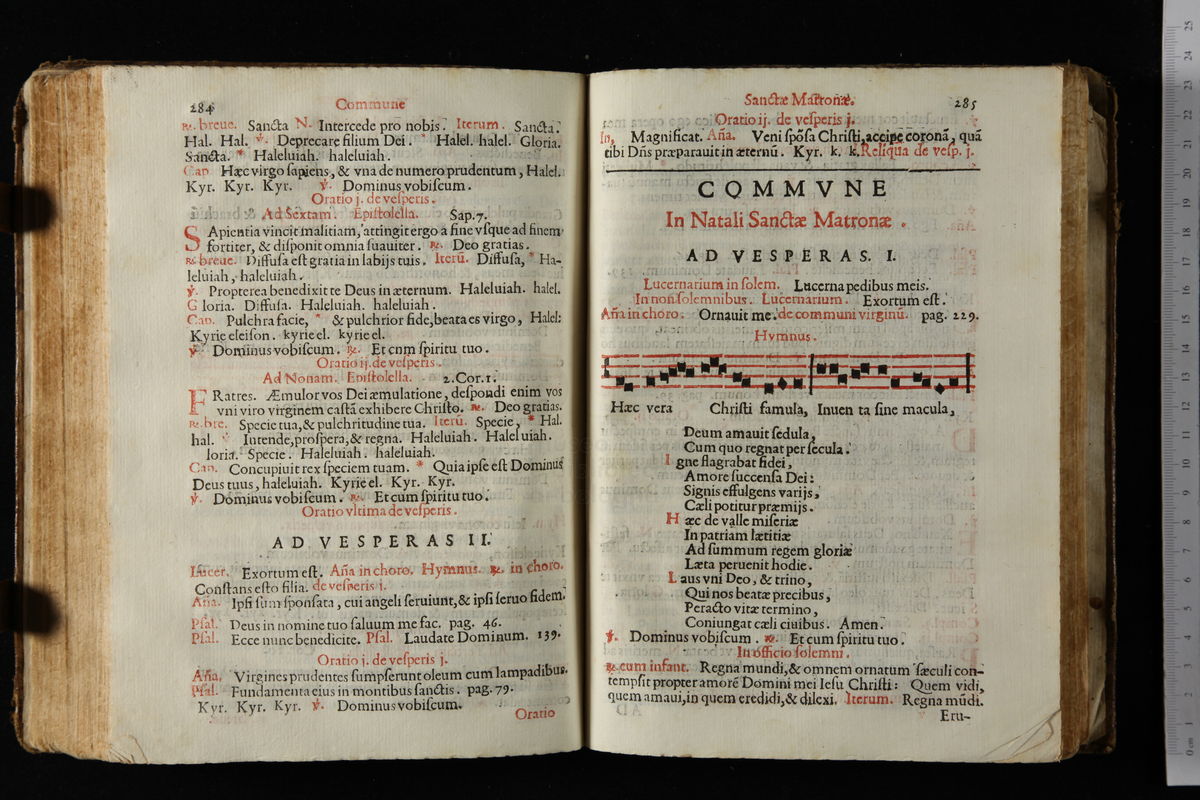 284 Commune
℟. breue. Sancta N. Intercede pro nobis. Iterum. Sancta.
Hal. Hal. ℣. Deprecare filium Dei. Halel. halel. Gloria.
Sancta. * Haleluiah. haleluiah.
Cap. Hæc virgo ſapiens, & vna de numero prudentum, Halel.
Kyr. Kyr. Kyr. ℣. Dominus vobiſcum.
Oratio j. de veſperis.
Ad Sextam. Epiſtolella. Sap. 7.
SApientia vincit malitiam, attingit ergo a fine vſque ad finem
fortiter, & diſponit omnia ſuauiter. ℟. Deo gratias.
℟. breue. Diffuſa eſt gratia in labijs tuis. Iterũ. Diffuſa, * Ha-
leluiah, haleluiah.
℣. Propterea benedixit te Deus in æternum. Haleluiah. halel.
G loria. Diffuſa. Haleluiah. haleluiah.
Cap. Pulchra facie, * & pulchrior fide, beata es virgo, Halel:
Kyrie eleiſon. kyrie el. kyrie el.
℣. Dominus vobiſcum. ℟. Et cum ſpiritu tuo.
Oratio ij. de veſperis.
Ad Nonam. Epiſtolella. 2. Cor. 1.
FRatres. Æmulor vos Dei æmulatione, deſpondi enim vos
vni viro virginem caſtã exhibere Chriſto. ℟. Deo gratias.
℟. bre. Specie tua, & pulchritudine tua. Iterũ. Specie, * Hal.
hal. ℣. Intende, proſpera, & regna. Haleluiah. Haleluiah.
loria. Specie. Haleluiah. haleluiah.
Cap. Concupiuit rex ſpeciem tuam. * Quia ipſe eſt Dominus
Deus tuus, haleluiah. Kyrie el. Kyr. Kyr.
℣. Dominus vobiſcum. ℟. Et cum ſpiritu tuo.
Oratio vltima de veſperis.
AD VESPERAS II.
Lucer. Exortum eſt. Aña in choro. Hymnus. ℟. in choro.
Conſtans eſto filia. de veſperis j.
Aña. Ipſi ſum ſponſata, cui angeli ſeruiunt, & ipſi ſeruo fidem.
Pſal. Deus in nomine tuo ſaluum me fac. pag. 46.
Pſal. Ecce nunc benedicite. Pſal. Laudate Dominum. 139.
Oratio j. de veſperis j.
Aña. Virgines prudentes ſumpſerunt oleum cum lampadibus.
Pſal. Fundamenta eius in montibus ſanctis. pag. 79.
Kyr. Kyr. Kyr. ℣. Dominus vobiſcum.
Oratio
Sanctæ Matronæ. 285
Oratio ij. de veſperis j.
In, Magnificat. Aña. Veni ſpõſa Chriſti, accipe coronã, quã
tibi Dñs præparauit in æternũ. Kyr. k. k. Reliqua de veſp. j.
COMMVNE
In Natali Sanctæ Matronæ.
AD VESPERAS. I.
Lucernarium in ſolem. Lucerna pedibus meis.
In non ſolemnibus. Lucernarium. Exortum eſt.
Aña in choro. Ornauit me. de communi virginũ. pag. 229.
Hymnus.
Hæc vera Chriſti famula, Inuen ta ſine macula,
Deum amauit ſedula,
Cum quo regnat per ſecula.
I gne flagrabat fidei,
Amore ſuccenſa Dei:
Signis effulgens varijs,
Cæli potitur præmijs.
H æc de valle miſeriæ
In patriam lætitiæ
Ad ſummum regem gloriæ
Læta peruenit hodie.
L aus vni Deo, & trino,
Qui nos beatæ precibus,
Peracto vitæ termino,
Coniungat cæli ciuibus. Amen.
℣. Dominus vobiſcum. ℟. Et cum ſpiritu tuo.
In officio ſolemni.
℟. cum infant. Regna mundi, & omnem ornatum ſæculi con-
tempſit propter amorẽ Domini mei Ieſu Chriſti: Quem vidi,
quem amaui, in quem credidi, & dilexi. Iterum. Regna mũdi.
Eru-